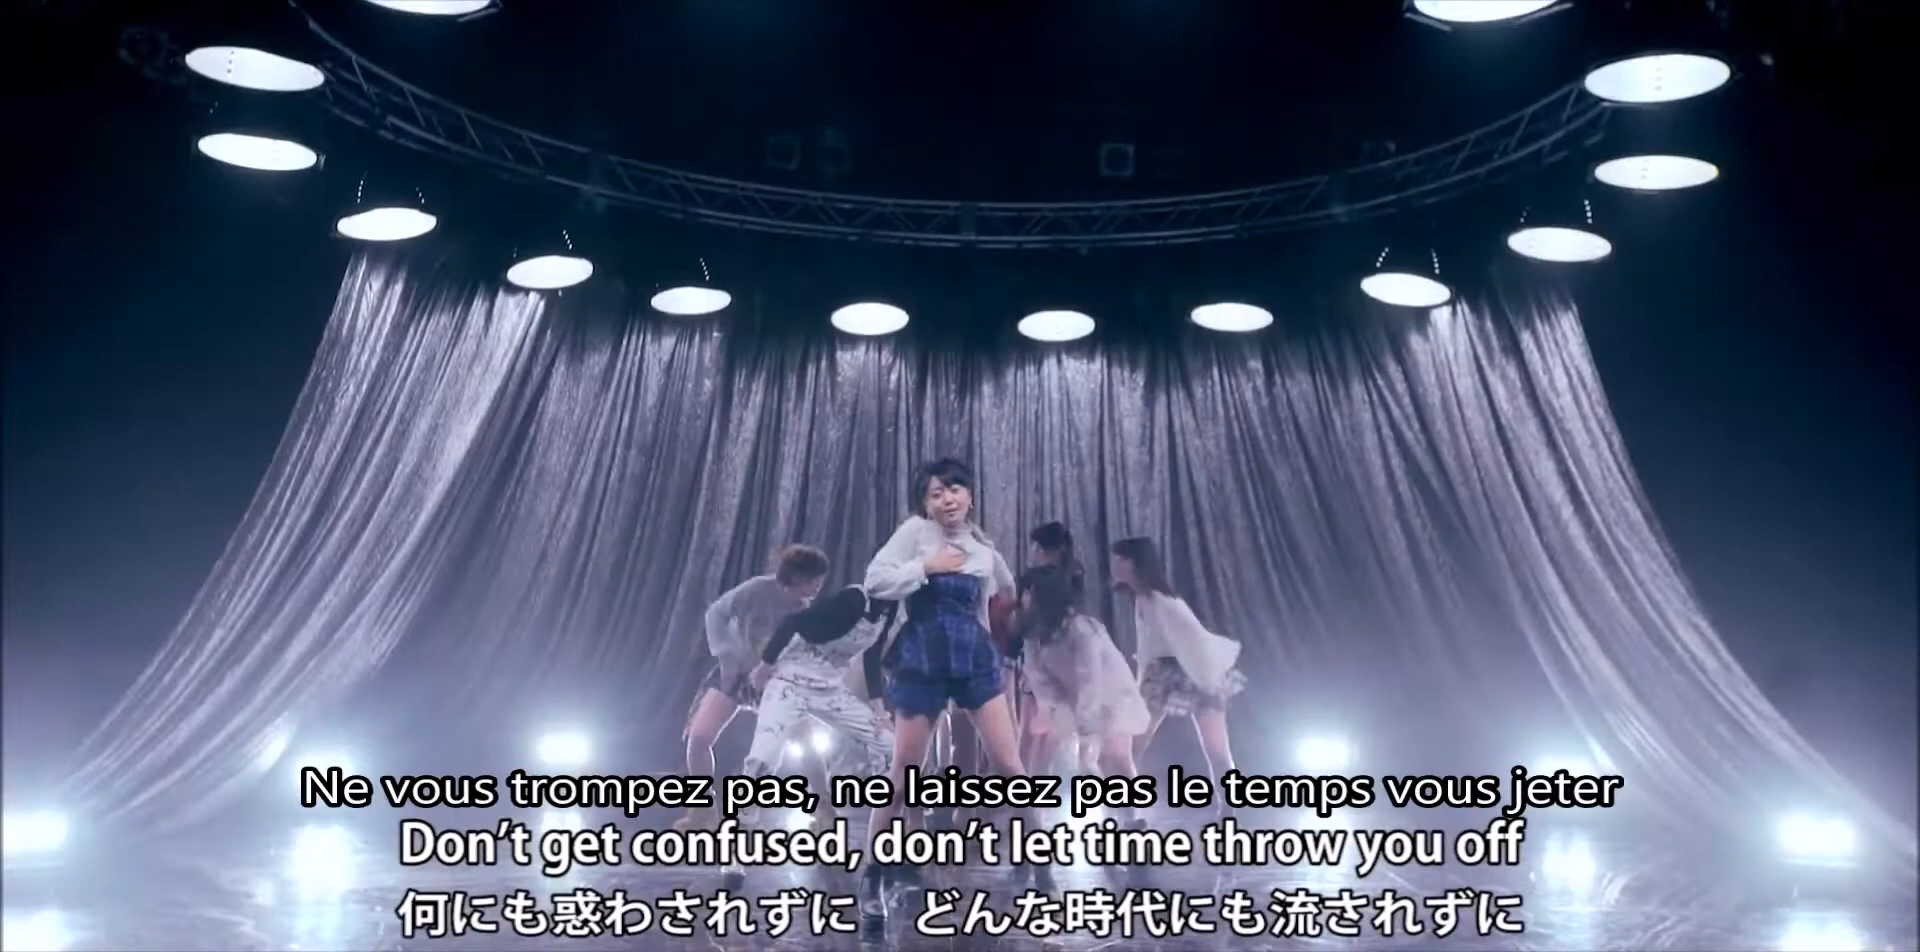 Ne vous trompez pas, ne laissez pas le temps vous jeter
Don't get confused, don't let time throw you off
何にも惑わされずに　どんな時代にも流されずに